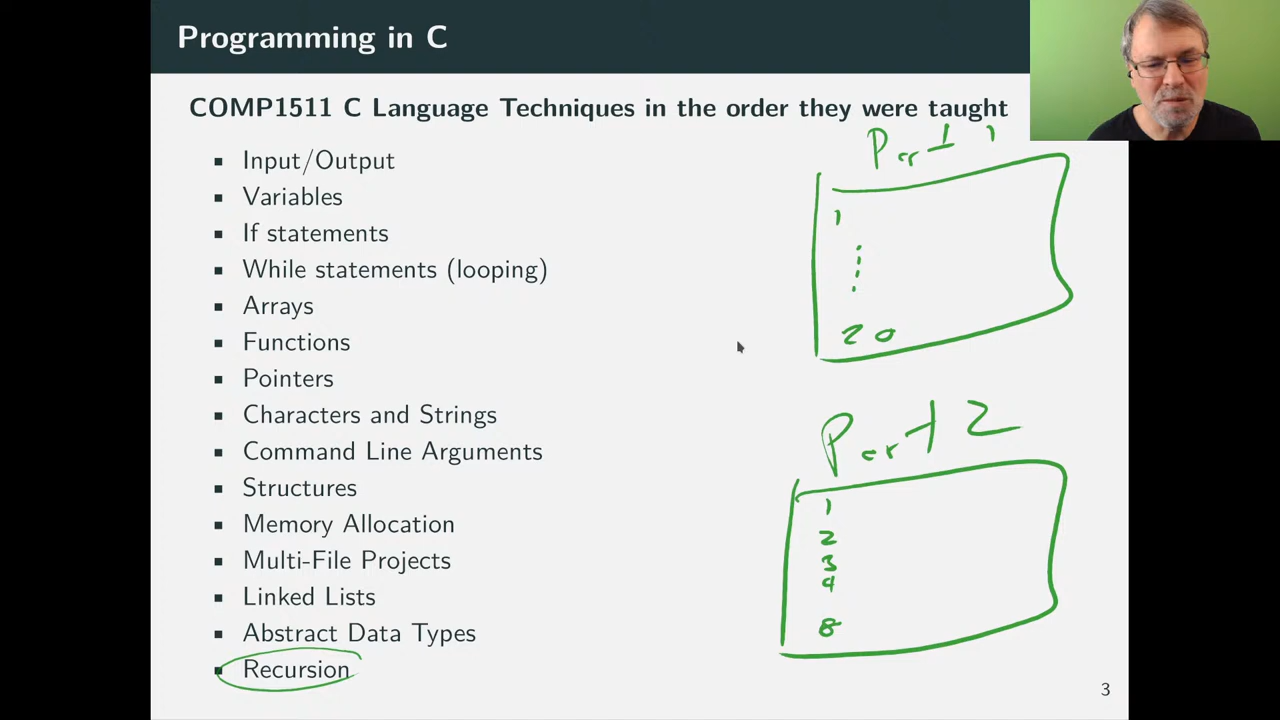 Programming in C
COMP1511 C Language Techniques in the order they were taught
▪ Input/Output
▪ Variables
▪ If statements
▪ While statements (looping)
▪ Arrays
▪ Functions
▪ Pointers
▪ Characters and Strings
▪ Command Line Arguments
▪ Structures
▪ Memory Allocation
▪ Multi-File Projects
▪ Linked Lists
▪ Abstract Data Types
▪ Recursion
Part 1
1
20
Part 2
1
2
3
4
8
3